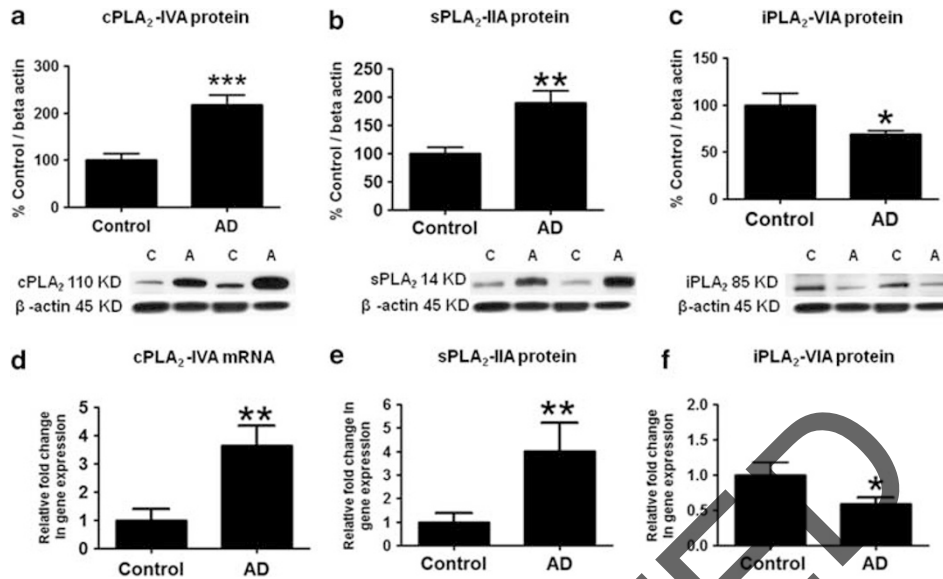 a
cPLA₂-IVA protein
% Control / beta actin
300
200
100
0
***
Control AD
C A C A
cPLA₂ 110 KD
β -actin 45 KD
b
sPLA₂-IIA protein
% Control / beta actin
250
200
150
100
50
0
**
Control AD
C A C A
sPLA₂ 14 KD
β -actin 45 KD
c
iPLA₂-VIA protein
% Control / beta actin
150
100
50
0
*
Control AD
C A C A
iPLA₂ 85 KD
β -actin 45 KD
d
cPLA₂-IVA mRNA
Relative fold change
In gene expression
5
4
3
2
1
0
**
Control AD
e
sPLA₂-IIA protein
Relative fold change In
gene expression
6
5
4
3
2
1
0
**
Control AD
f
iPLA₂-VIA protein
Relative fold change
In gene expression
2.0
1.5
1.0
0.5
0.0
*
Control AD